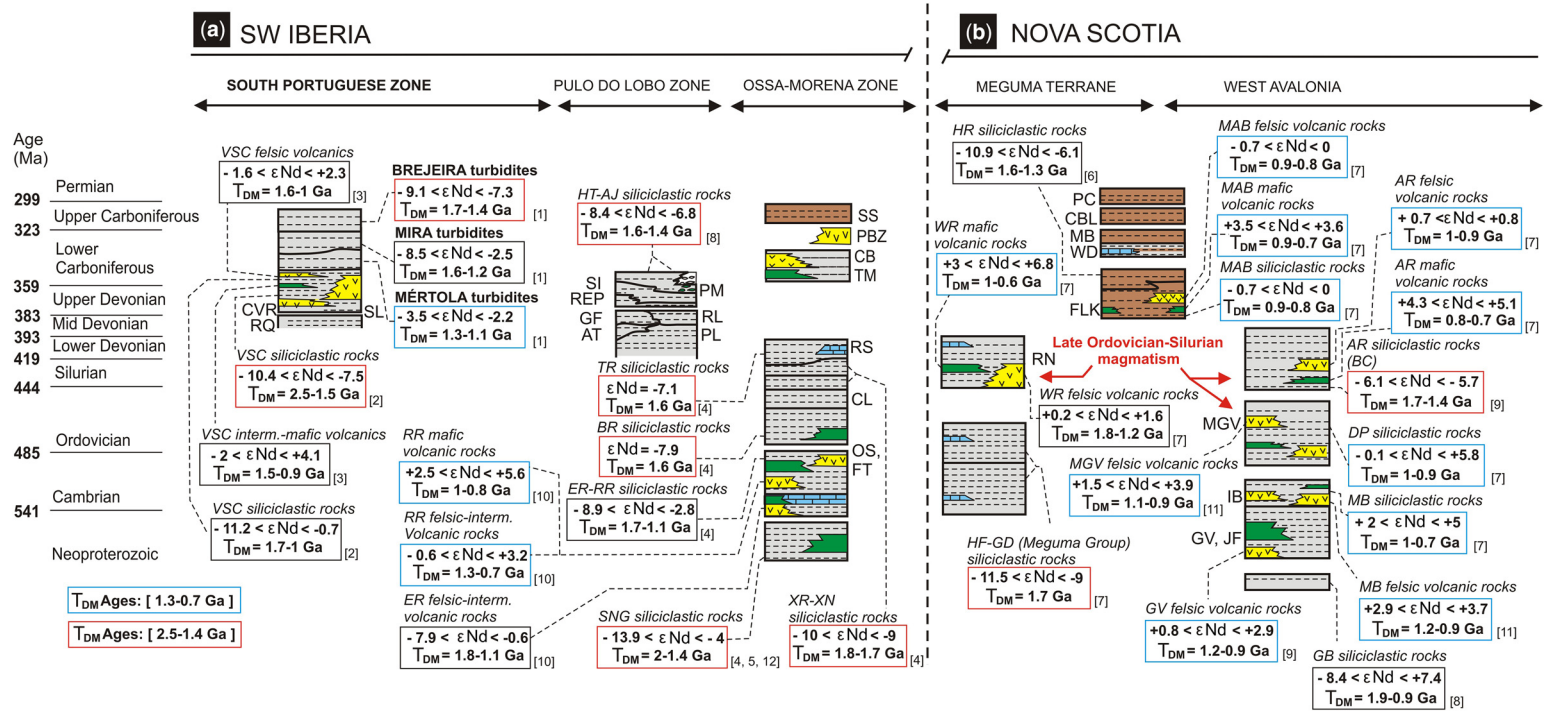 (a) SW IBERIA
(b) NOVA SCOTIA
SOUTH PORTUGUESE ZONE
PULO DO LOBO ZONE
OSSA-MORENA ZONE
MEGUMA TERRANE
WEST AVALONIA
Age
(Ma)
Permian
299
Upper Carboniferous
323
Lower
Carboniferous
359
Upper Devonian
383
Mid Devonian
393
Lower Devonian
419
Silurian
444
Ordovician
485
Cambrian
541
Neoproterozoic
TDM Ages: [ 1.3-0.7 Ga ]
TDM Ages: [ 2.5-1.4 Ga ]
VSC felsic volcanics
- 1.6 < εNd < +2.3
TDM = 1.6-1 Ga [3]
CVR
SL
RQ
VSC siliciclastic rocks
- 10.4 < εNd < -7.5
TDM = 2.5-1.5 Ga [2]
VSC interm.-mafic volcanics
- 2 < εNd < +4.1
TDM = 1.5-0.9 Ga [3]
VSC siliciclastic rocks
- 11.2 < εNd < -0.7
TDM = 1.7-1 Ga [2]
BREJEIRA turbidites
- 9.1 < εNd < -7.3
TDM = 1.7-1.4 Ga [1]
MIRA turbidites
- 8.5 < εNd < -2.5
TDM = 1.6-1.2 Ga [1]
MÉRTOLA turbidites
- 3.5 < εNd < -2.2
TDM = 1.3-1.1 Ga [1]
RR mafic
volcanic rocks
+2.5 < εNd < +5.6
TDM = 1-0.8 Ga [10]
RR felsic-interm.
Volcanic rocks
- 0.6 < εNd < +3.2
TDM = 1.3-0.7 Ga [10]
ER felsic-interm.
volcanic rocks
- 7.9 < εNd < -0.6
TDM = 1.8-1.1 Ga [10]
HT-AJ siliciclastic rocks
- 8.4 < εNd < -6.8
TDM = 1.6-1.4 Ga [8]
SI
REP
PM
GF
AT
RL
PL
TR siliciclastic rocks
εNd = -7.1
TDM = 1.6 Ga [4]
BR siliciclastic rocks
εNd = -7.9
TDM = 1.6 Ga [4]
ER-RR siliciclastic rocks
- 8.9 < εNd < -2.8
TDM = 1.7-1.1 Ga [4]
SNG siliciclastic rocks
- 13.9 < εNd < - 4
TDM = 2-1.4 Ga [4, 5, 12]
XR-XN
siliciclastic rocks
- 10 < εNd < -9
TDM = 1.8-1.7 Ga [4]
SS
PBZ
CB
TM
RS
CL
OS,
FT
HR siliciclastic rocks
- 10.9 < εNd < -6.1
TDM = 1.6-1.3 Ga [6]
WR mafic
volcanic rocks
+3 < εNd < +6.8
TDM = 1-0.6 Ga [7]
PC
CBL
MB
WD
FLK
RN
Late Ordovician-Silurian
magmatism
WR felsic volcanic rocks
+0.2 < εNd < +1.6
TDM = 1.8-1.2 Ga [7]
HF-GD (Meguma Group)
siliciclastic rocks
- 11.5 < εNd < -9
TDM = 1.7 Ga [7]
MAB felsic volcanic rocks
- 0.7 < εNd < 0
TDM = 0.9-0.8 Ga [7]
MAB mafic
volcanic rocks
+3.5 < εNd < +3.6
TDM = 0.9-0.7 Ga [7]
MAB siliciclastic rocks
- 0.7 < εNd < 0
TDM = 0.9-0.8 Ga [7]
AR felsic
volcanic rocks
+ 0.7 < εNd < +0.8
TDM = 1-0.9 Ga [7]
AR mafic
volcanic rocks
+4.3 < εNd < +5.1
TDM = 0.8-0.7 Ga [7]
AR siliciclastic rocks
(BC)
- 6.1 < εNd < - 5.7
TDM = 1.7-1.4 Ga [9]
MGV
MGV felsic volcanic rocks
+1.5 < εNd < +3.9
TDM = 1.1-0.9 Ga [11]
DP siliciclastic rocks
- 0.1 < εNd < +5.8
TDM = 1-0.9 Ga [7]
IB
GV, JF
MB siliciclastic rocks
+ 2 < εNd < +5
TDM = 1-0.7 Ga [7]
MB felsic volcanic rocks
+2.9 < εNd < +3.7
TDM = 1.2-0.9 Ga [11]
GV felsic volcanic rocks
+0.8 < εNd < +2.9
TDM = 1.2-0.9 Ga [9]
GB siliciclastic rocks
- 8.4 < εNd < +7.4
TDM = 1.9-0.9 Ga [8]